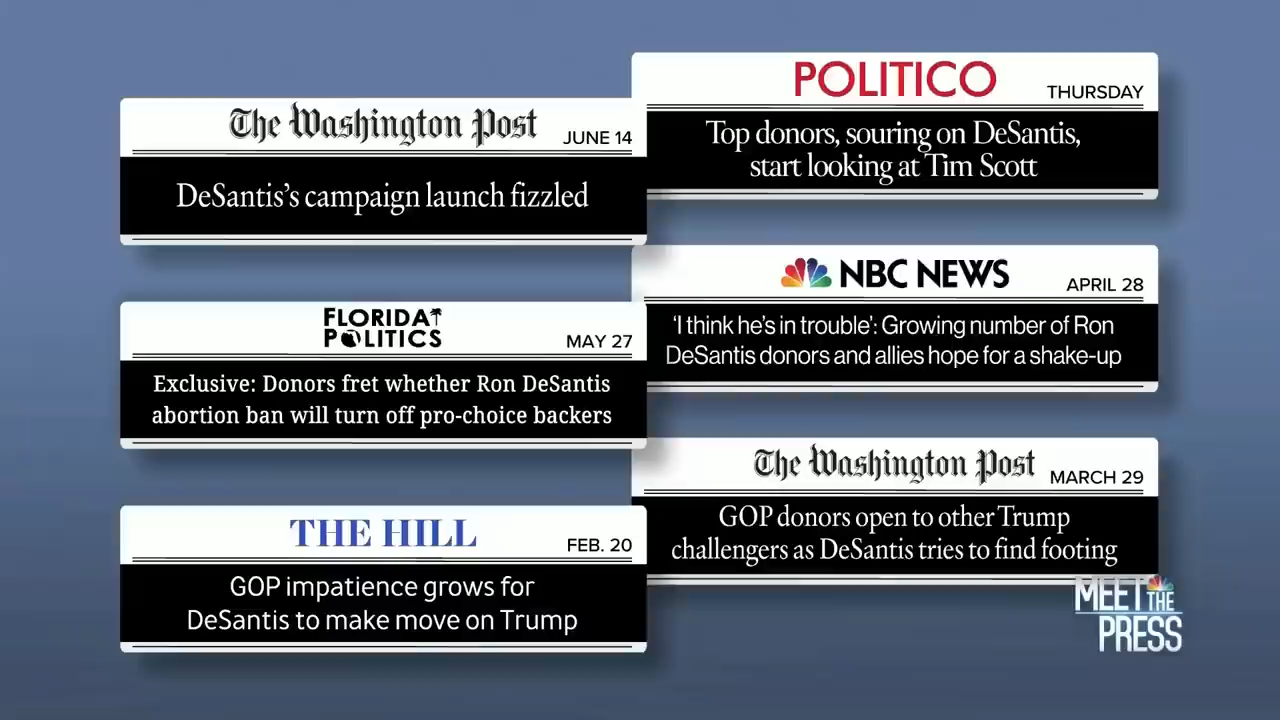 POLITICO
THURSDAY
Top donors, souring on DeSantis,
start looking at Tim Scott
The Washington Post
JUNE 14
DeSantis's campaign launch fizzled
NBC NEWS
APRIL 28
'I think he's in trouble': Growing number of Ron
DeSantis donors and allies hope for a shake-up
FLORIDA
POLITICS
MAY 27
Exclusive: Donors fret whether Ron DeSantis
abortion ban will turn off pro-choice backers
The Washington Post
MARCH 29
GOP donors open to other Trump
challengers as DeSantis tries to find footing
THE HILL
FEB. 20
GOP impatience grows for
DeSantis to make move on Trump
MEET THE
PRESS